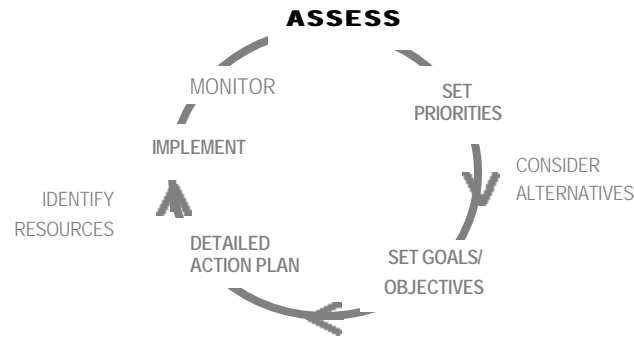 ASSESS
MONITOR
SET
PRIORITIES
IMPLEMENT
CONSIDER
ALTERNATIVES
IDENTIFY
RESOURCES
DETAILED
ACTION PLAN
SET GOALS/
OBJECTIVES